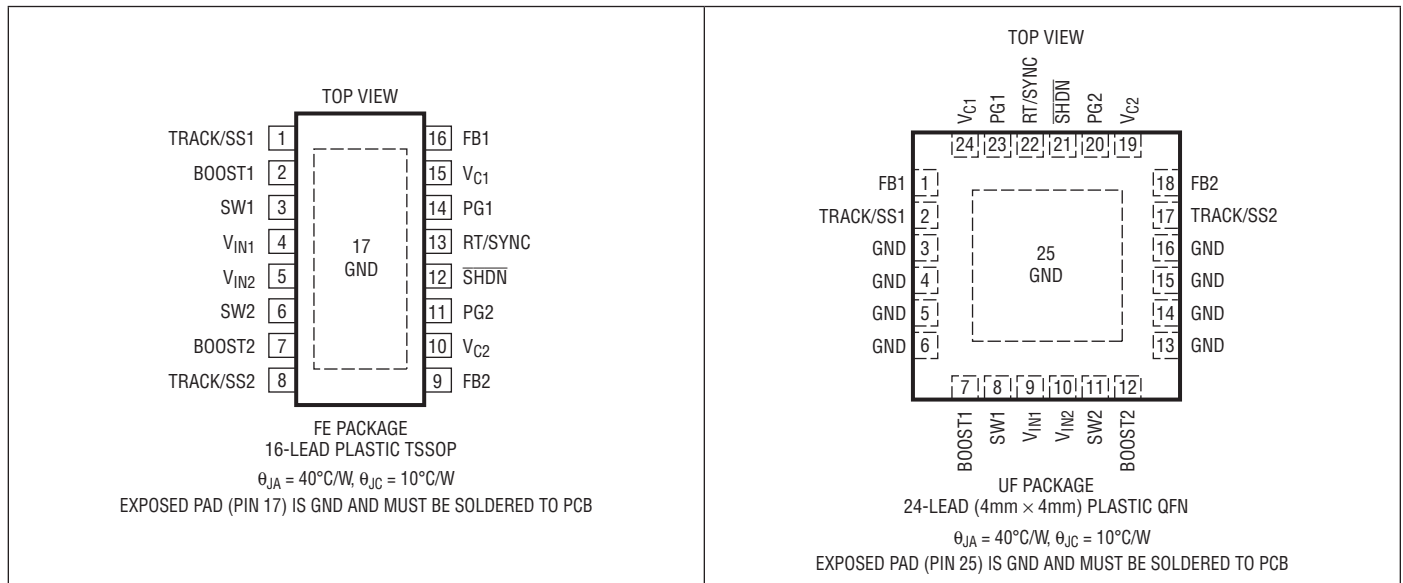 TOP VIEW
TRACK/SS1 1
BOOST1 2
SW1 3
VIN1 4
VIN2 5
SW2 6
BOOST2 7
TRACK/SS2 8
17
GND
16 FB1
15 VC1
14 PG1
13 RT/SYNC
12 SHDN
11 PG2
10 VC2
9 FB2
FE PACKAGE
16-LEAD PLASTIC TSSOP
θJA = 40°C/W, θJC = 10°C/W
EXPOSED PAD (PIN 17) IS GND AND MUST BE SOLDERED TO PCB
TOP VIEW
VC1 PG1 RT/SYNC SHDN PG2 VC2
24 23 22 21 20 19
FB1 1
TRACK/SS1 2
GND 3
GND 4
GND 5
GND 6
25
GND
18 FB2
17 TRACK/SS2
16 GND
15 GND
14 GND
13 GND
7 8 9 10 11 12
BOOST1 SW1 VIN1 VIN2 SW2 BOOST2
UF PACKAGE
24-LEAD (4mm × 4mm) PLASTIC QFN
θJA = 40°C/W, θJC = 10°C/W
EXPOSED PAD (PIN 25) IS GND AND MUST BE SOLDERED TO PCB